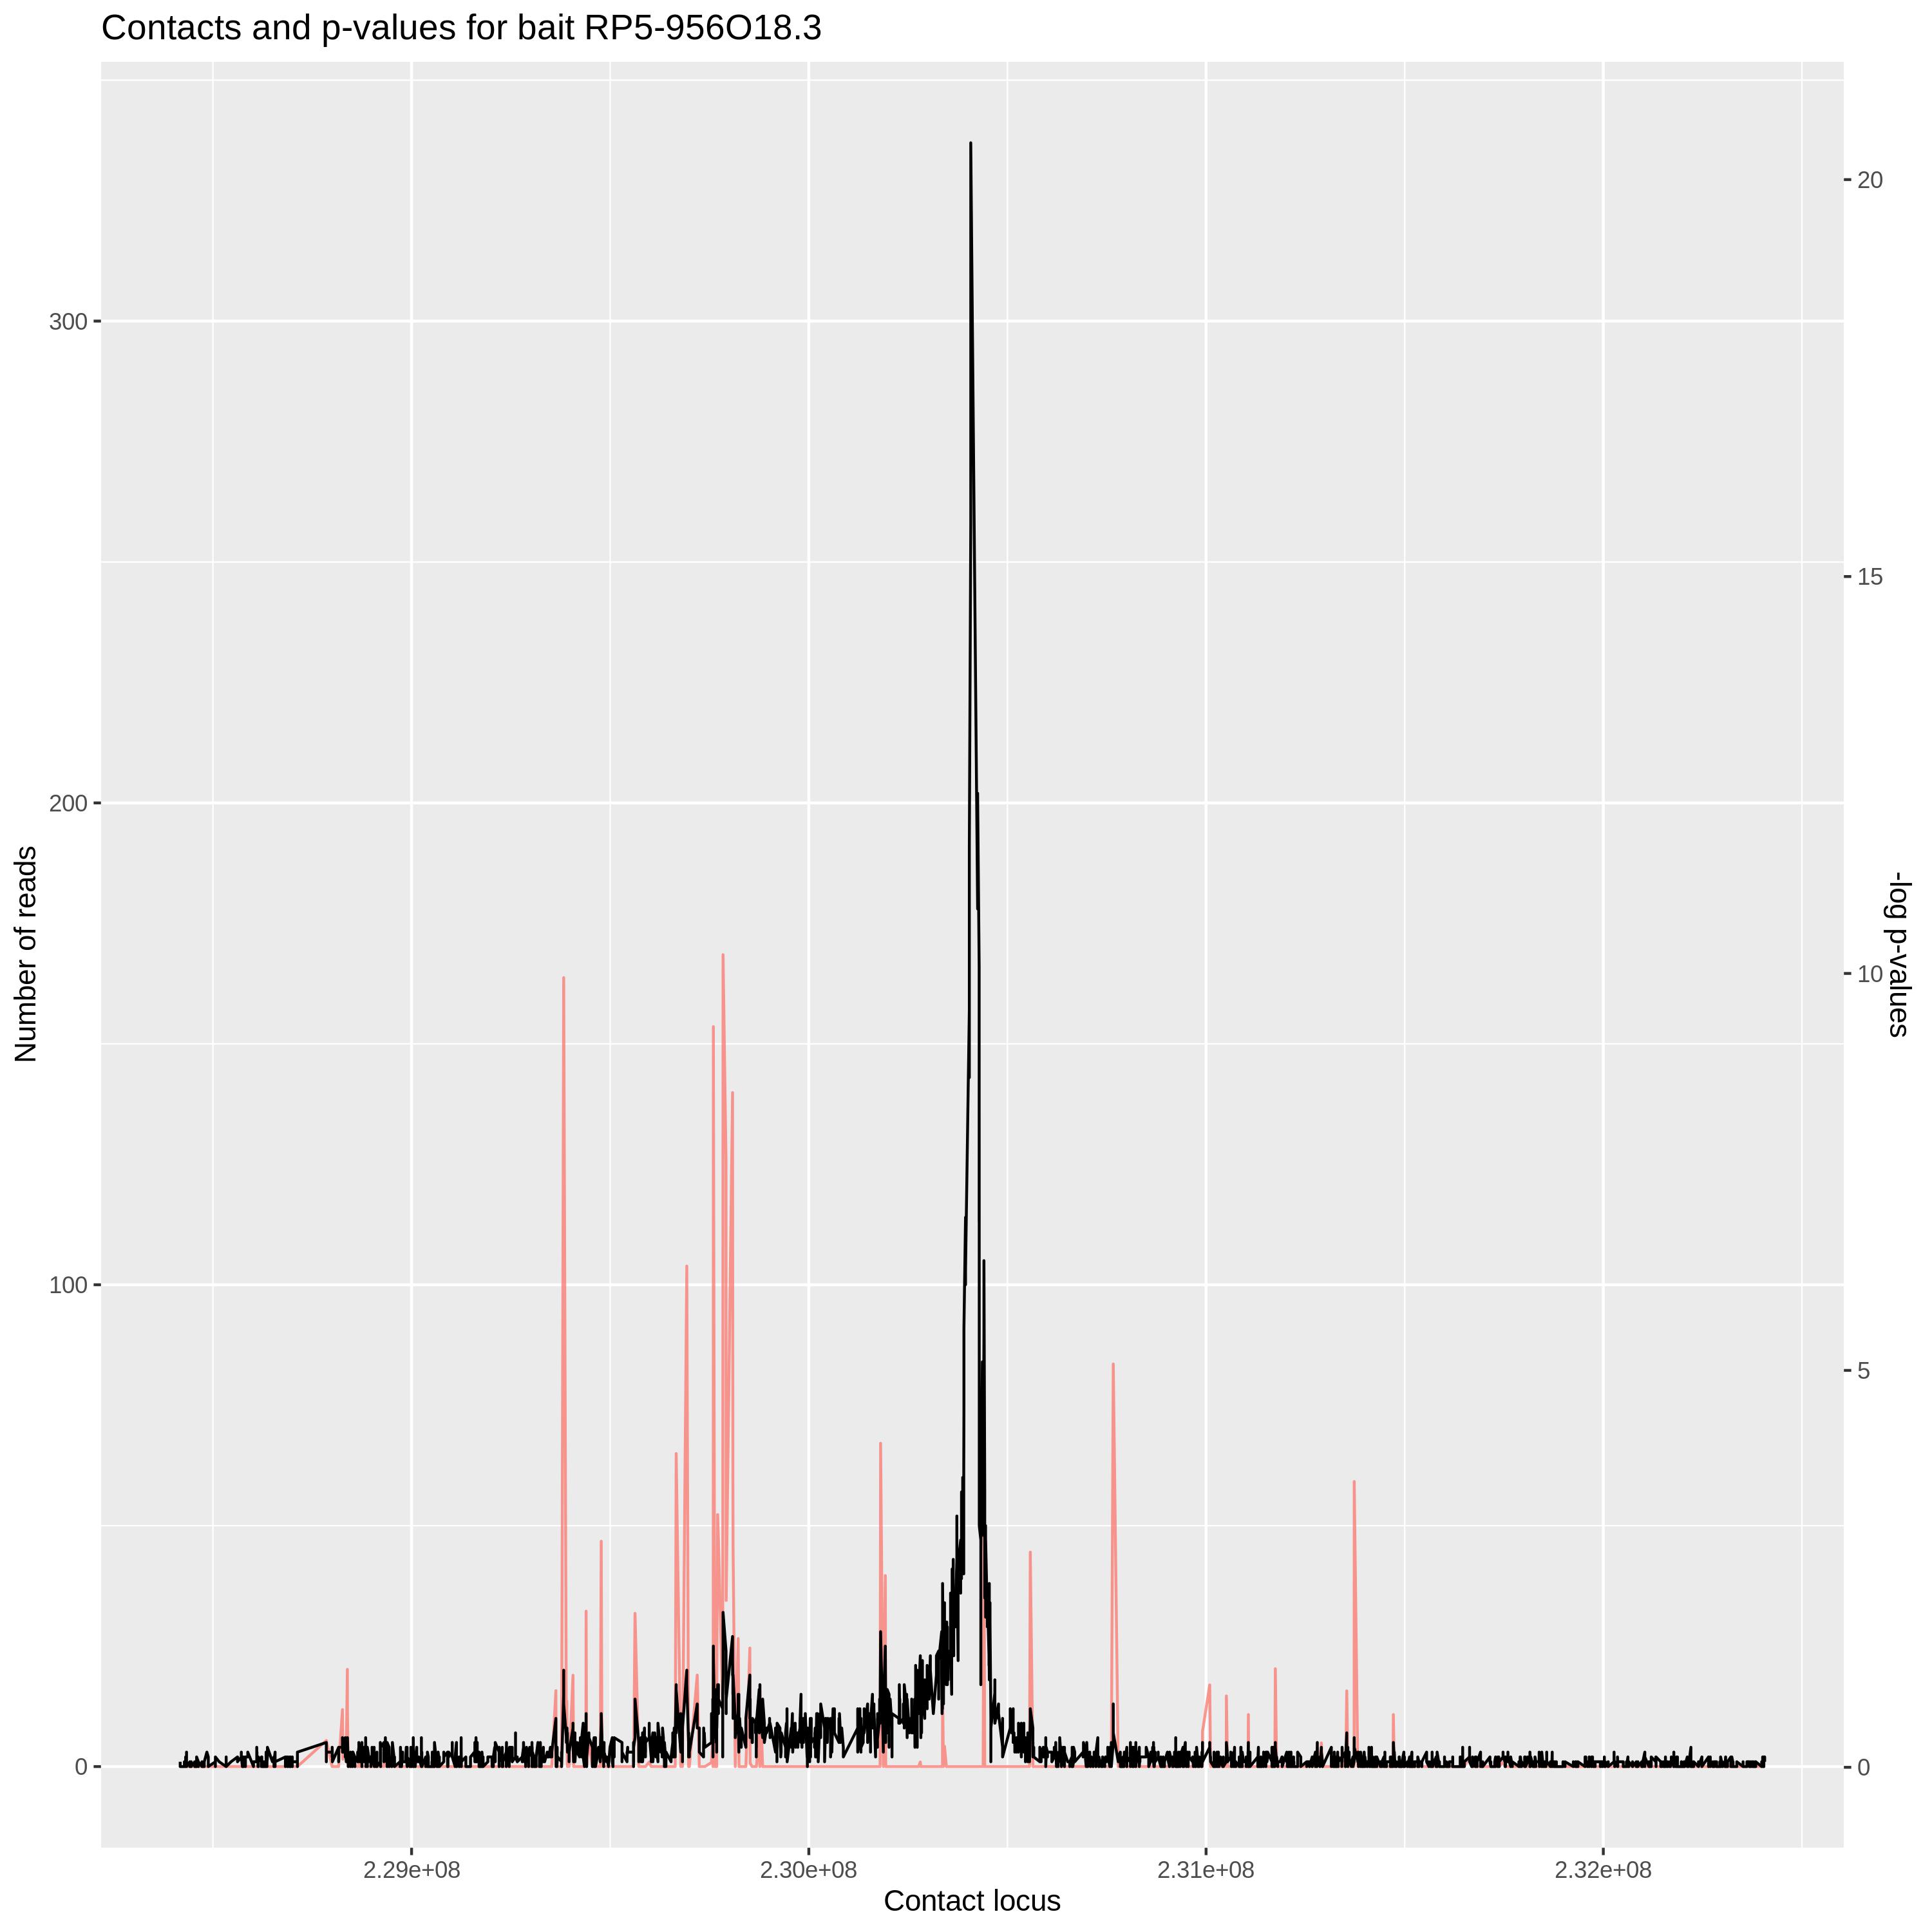 Contacts and p-values for bait RP5-956O18.3
300
200
100
0
Number of reads
20
15
10
5
0
-log p-values
2.29e+08 2.30e+08 2.31e+08 2.32e+08
Contact locus